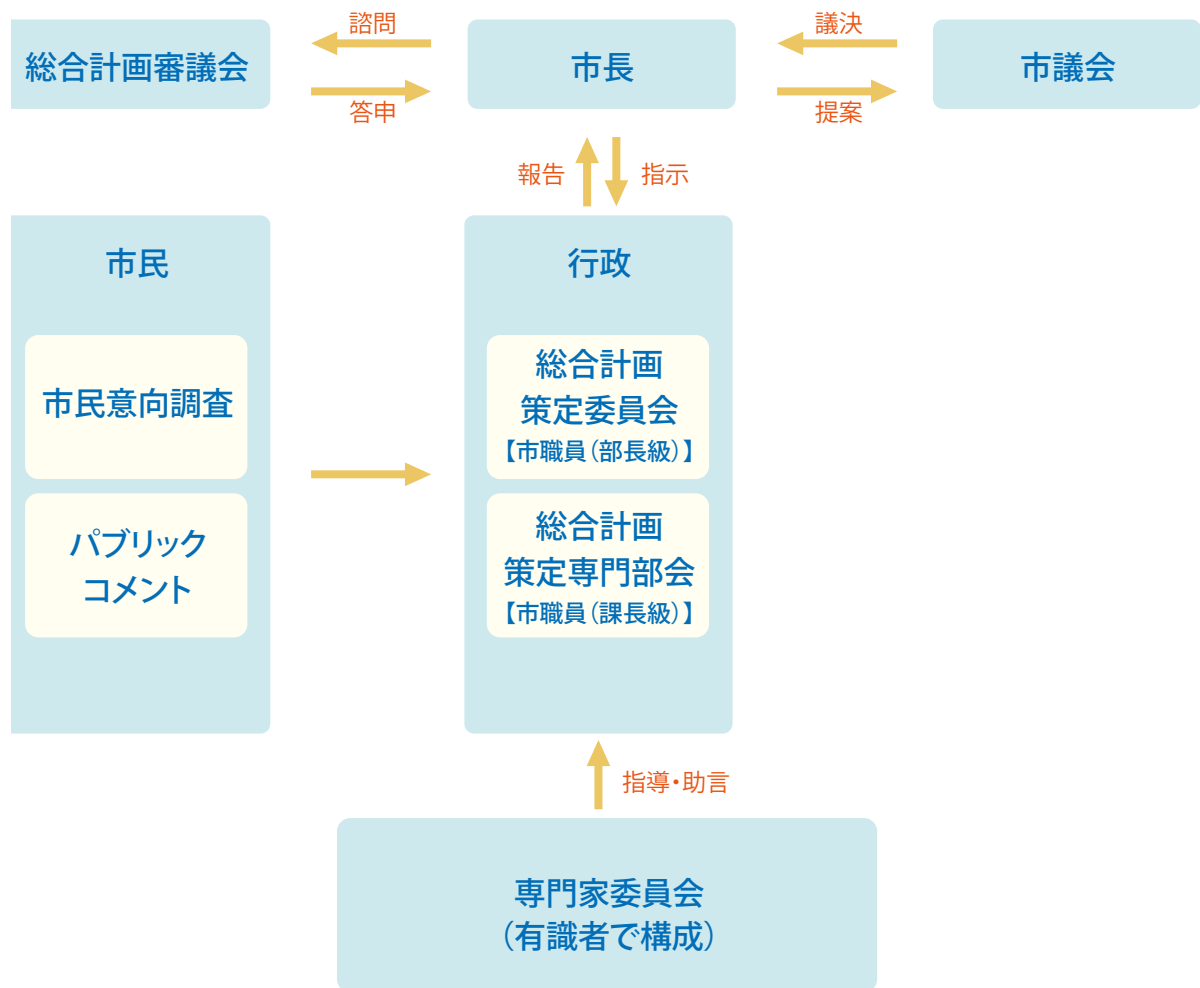 諮問
議決
総合計画審議会
市長
市議会
答申
提案
報告
指示
市民
行政
市民意向調査
総合計画
策定委員会
【市職員(部長級)】
パブリック
コメント
総合計画
策定専門部会
【市職員(課長級)】
指導・助言
専門家委員会
(有識者で構成)